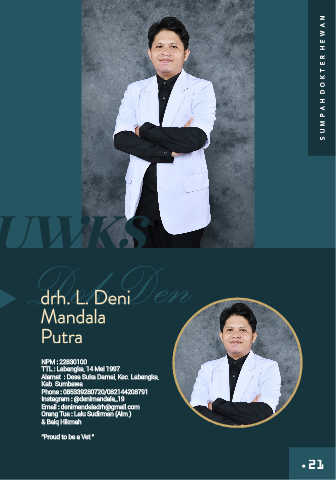 SUMPAH DOKTER HEWAN
UWKS
drh. L. Deni
Mandala
Putra
NPM : 22830100
TTL : Labangka, 14 Mei 1997
Alamat : Desa Suka Damai, Kec. Labangka,
Kab Sumbawa
Phone : 085339280720/082144208791
Instagram : @denimandala_19
Email : denimandaladrh@gmail.com
Orang Tua : Lalu Sudirman (Alm )
& Baiq Hikmah
"Proud to be a Vet "
21